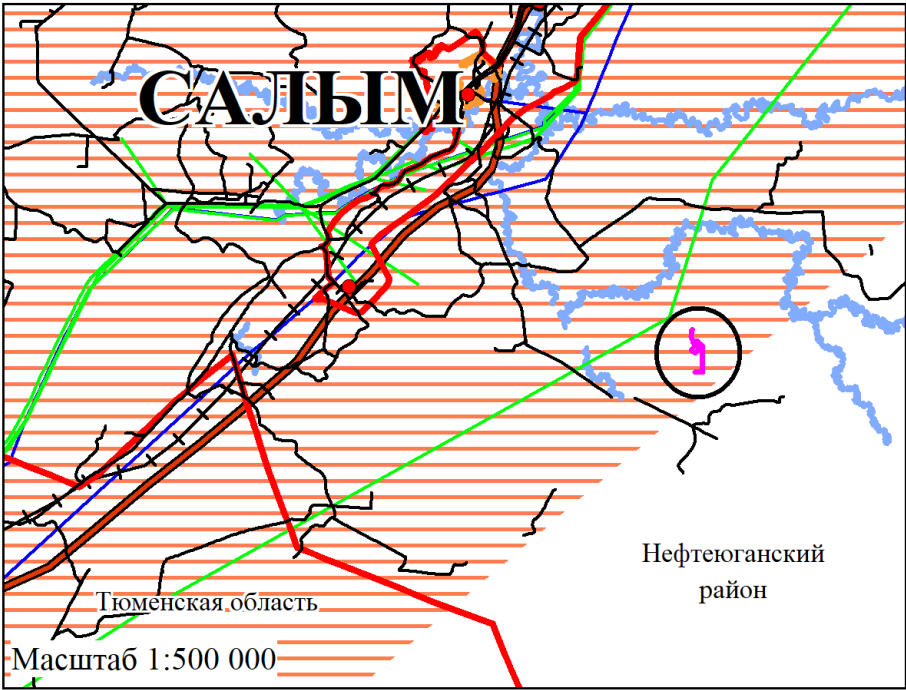 САЛЫМ
Нефтеюганский
район
Тюменская область
Масштаб 1:500 000